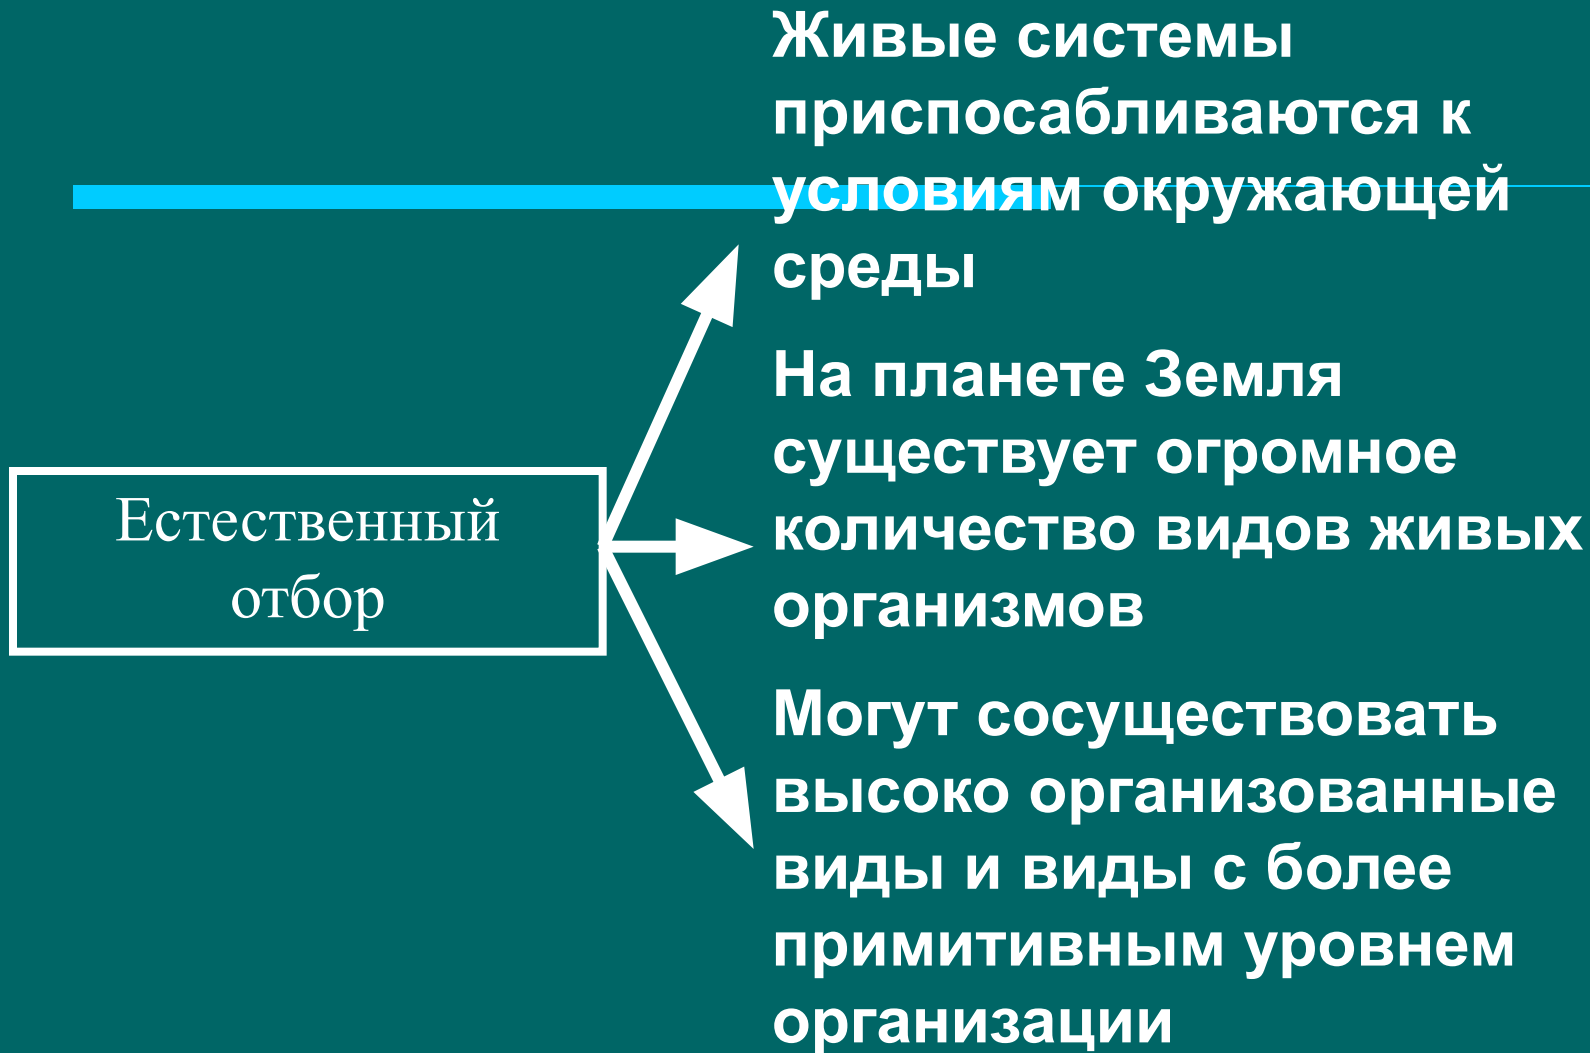 Живые системы
приспосабливаются к
условиям окружающей
среды
На планете Земля
существует огромное
количество видов живых
организмов
Естественный
отбор
Могут сосуществовать
высоко организованные
виды и виды с более
примитивным уровнем
организации